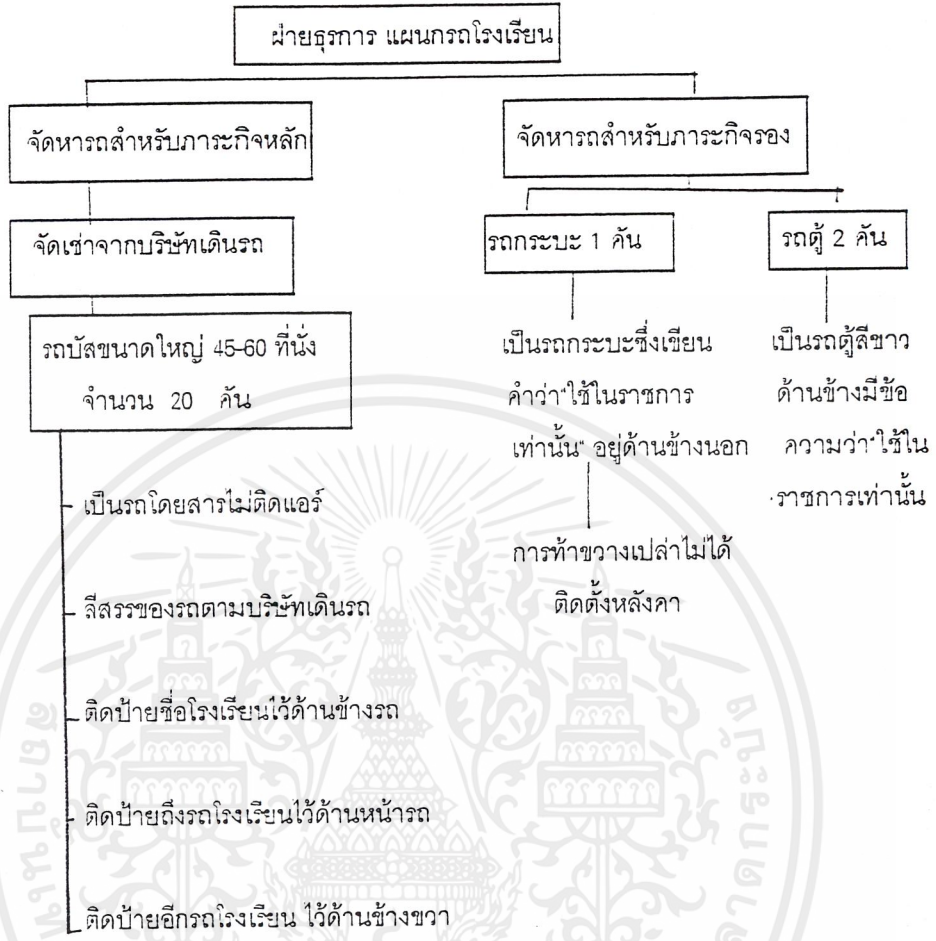 ฝ่ายธุรการ แผนกรถโรงเรียน
จัดหารถสำหรับภาระกิจหลัก
จัดหารถสำหรับภาระกิจรอง
จัดเช่าจากบริษัทเดินรถ
รถกระบะ 1 คัน
รถตู้ 2 คัน
รถบัสขนาดใหญ่ 45-60 ที่นั่ง
จำนวน 20 คัน
เป็นรถกระบะซึ่งเขียน
คำว่า"ใช้ในราชการ
เท่านั้น" อยู่ด้านข้างนอก
เป็นรถตู้สีขาว
ด้านข้างมีข้อ
ความว่า"ใช้ใน
ราชการเท่านั้น
การท้าขวางเปล่าไม่ได้
ติดตั้งหลังคา
เป็นรถโดยสารไม่ติดแอร์
สีสรรของรถตามบริษัทเดินรถ
ติดป้ายชื่อโรงเรียนไว้ด้านข้างรถ
ติดป้ายถึงรถโรงเรียนไว้ด้านหน้ารถ
ติดป้ายอีกรถโรงเรียน ไว้ด้านข้างขวา